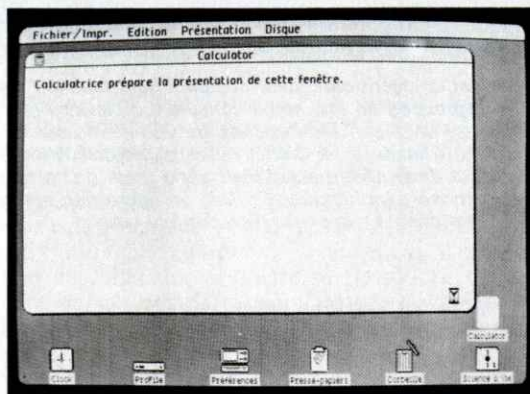 Fichier/Impr. Edition Présentation Disque
Calculator
Calculatrice prépare la présentation de cette fenêtre.
Calculator
Clock Profile Préférences Presse-papiers Corbeille